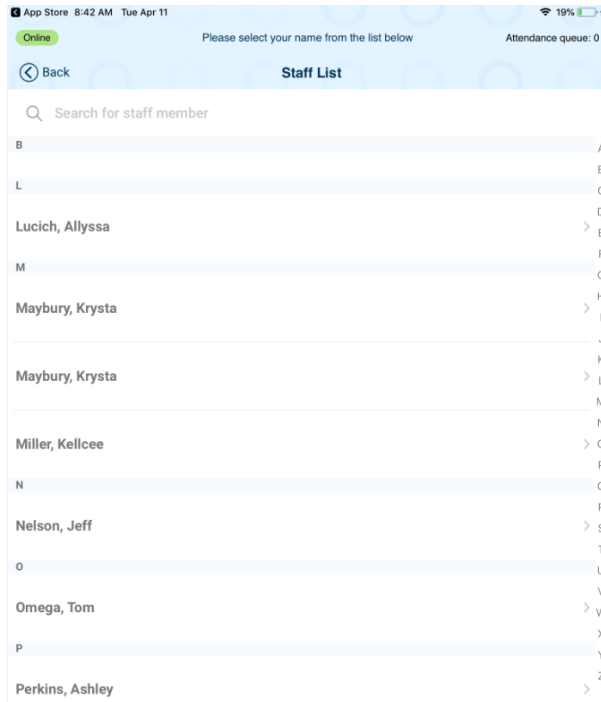 App Store 8:42 AM Tue Apr 11 19%
Online Please select your name from the list below Attendance queue: 0
Back Staff List
Search for staff member
B
L
Lucich, Allyssa
M
Maybury, Krysta
Maybury, Krysta
Miller, Kellcee
N
Nelson, Jeff
O
Omega, Tom
P
Perkins, Ashley